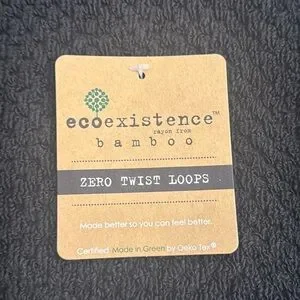 ecoexistence™
rayon from
bamboo
ZERO TWIST LOOPS
Made better so you can feel better.
Certified Made in Green by Oeko Tex®